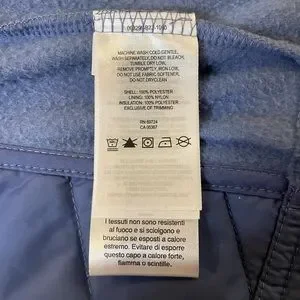 MACHINE WASH COLD GENTLE,
WASH SEPARATELY, DO NOT BLEACH,
TUMBLE DRY LOW,
REMOVE PROMPTLY, IRON LOW,
DO NOT USE FABRIC SOFTENER,
DO NOT DRYCLEAN.
SHELL: 100% POLYESTER
LINING: 100% NYLON
INSULATION: 100% POLYESTER
EXCLUSIVE OF TRIMMING
RN 69724
CA 00367
I tessuti non sono resistenti
al fuoco e si sciolgono e
bruciano se esposti a calore
estremo. Evitare di esporre
questo capo a calore forte,
fiamma o scintille.